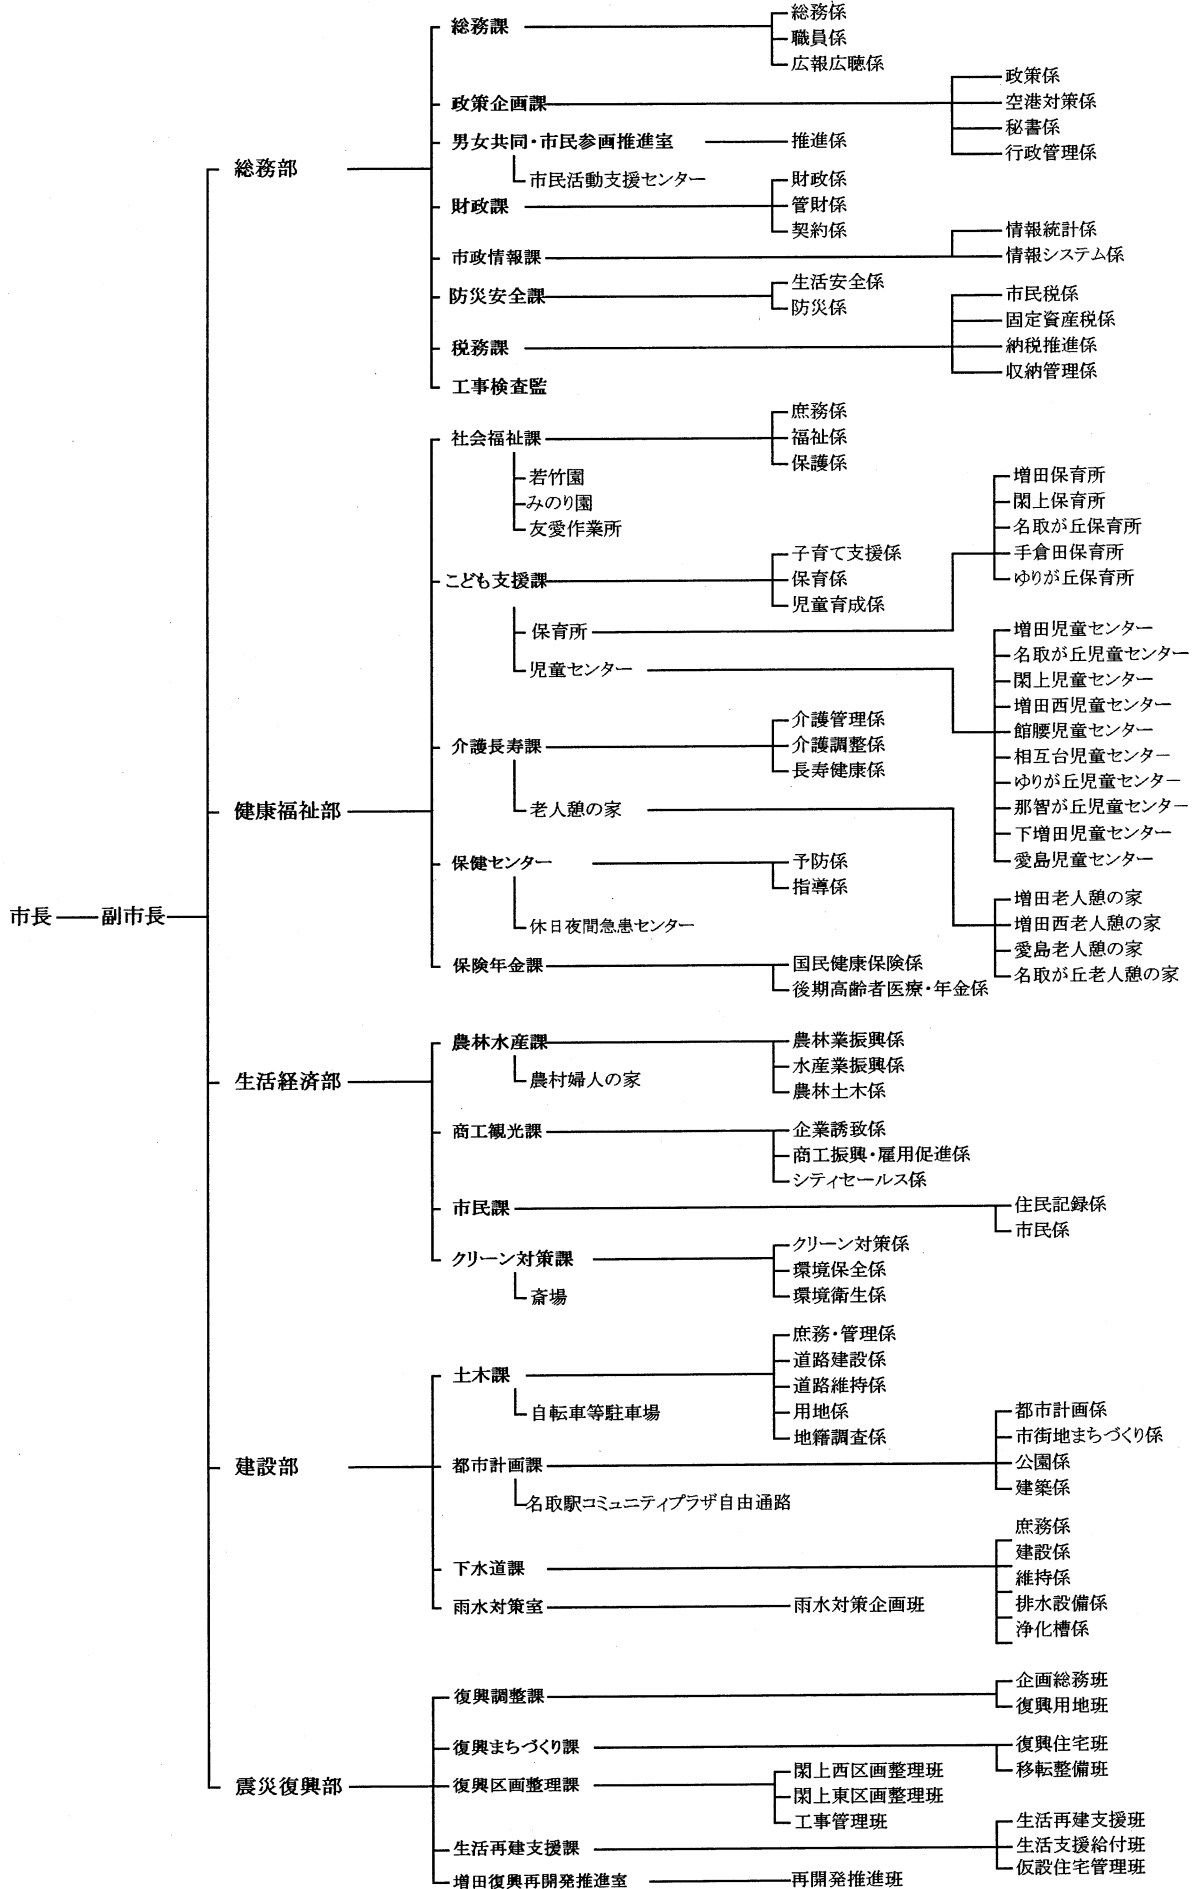 市長
副市長
総務部
総務課
総務係
職員係
広報広聴係
政策企画課
政策係
空港対策係
秘書係
行政管理係
男女共同・市民参画推進室
推進係
市民活動支援センター
財政課
財政係
管財係
契約係
市政情報課
情報統計係
情報システム係
防災安全課
生活安全係
防災係
税務課
市民税係
固定資産税係
納税推進係
収納管理係
工事検査監
健康福祉部
社会福祉課
庶務係
福祉係
保護係
若竹園
みのり園
友愛作業所
こども支援課
子育て支援係
保育係
児童育成係
保育所
増田保育所
閖上保育所
名取が丘保育所
手倉田保育所
ゆりが丘保育所
児童センター
増田児童センター
名取が丘児童センター
閖上児童センター
増田西児童センター
館腰児童センター
相互台児童センター
ゆりが丘児童センター
那智が丘児童センター
下増田児童センター
愛島児童センター
介護長寿課
介護管理係
介護調整係
長寿健康係
老人憩の家
増田老人憩の家
増田西老人憩の家
愛島老人憩の家
名取が丘老人憩の家
保健センター
予防係
指導係
休日夜間急患センター
保険年金課
国民健康保険係
後期高齢者医療・年金係
生活経済部
農林水産課
農林業振興係
水産業振興係
農林土木係
農村婦人の家
商工観光課
企業誘致係
商工振興・雇用促進係
シティセールス係
市民課
住民記録係
市民係
クリーン対策課
クリーン対策係
環境保全係
環境衛生係
斎場
建設部
土木課
庶務・管理係
道路建設係
道路維持係
用地係
地籍調査係
自転車等駐車場
都市計画課
都市計画係
市街地まちづくり係
公園係
建築係
名取駅コミュニティプラザ自由通路
下水道課
庶務係
建設係
維持係
排水設備係
浄化槽係
雨水対策室
雨水対策企画班
震災復興部
復興調整課
企画総務班
復興用地班
復興まちづくり課
復興住宅班
移転整備班
復興区画整理課
閖上西区画整理班
閖上東区画整理班
工事管理班
生活再建支援課
生活再建支援班
生活支援給付班
仮設住宅管理班
増田復興再開発推進室
再開発推進班